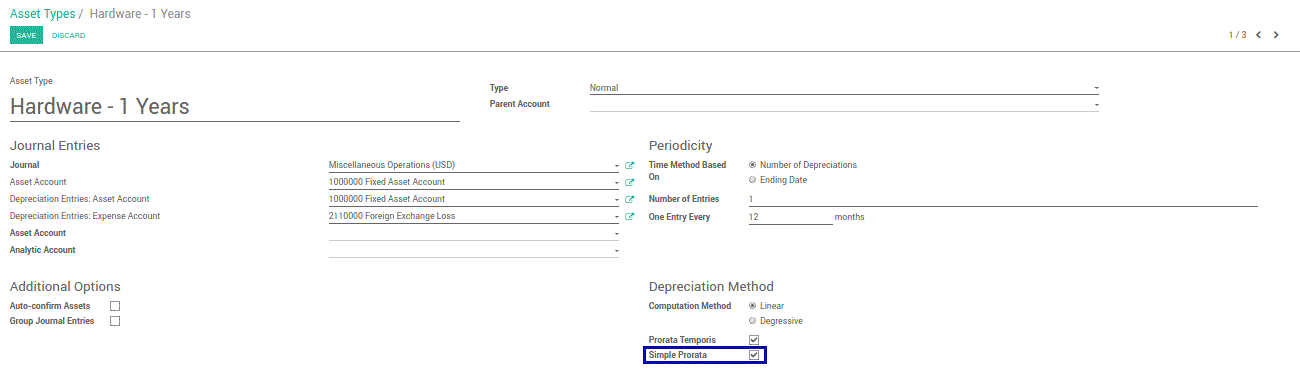 Asset Types / Hardware - 1 Years
SAVE DISCARD 1 / 3
Asset Type
Hardware - 1 Years
Type Normal
Parent Account
Journal Entries
Journal Miscellaneous Operations (USD)
Asset Account 1000000 Fixed Asset Account
Depreciation Entries: Asset Account 1000000 Fixed Asset Account
Depreciation Entries: Expense Account 2110000 Foreign Exchange Loss
Asset Account
Analytic Account
Periodicity
Time Method Based On Number of Depreciations
Ending Date
Number of Entries 1
One Entry Every 12 months
Additional Options
Auto-confirm Assets
Group Journal Entries
Depreciation Method
Computation Method Linear
Degressive
Prorata Temporis
Simple Prorata